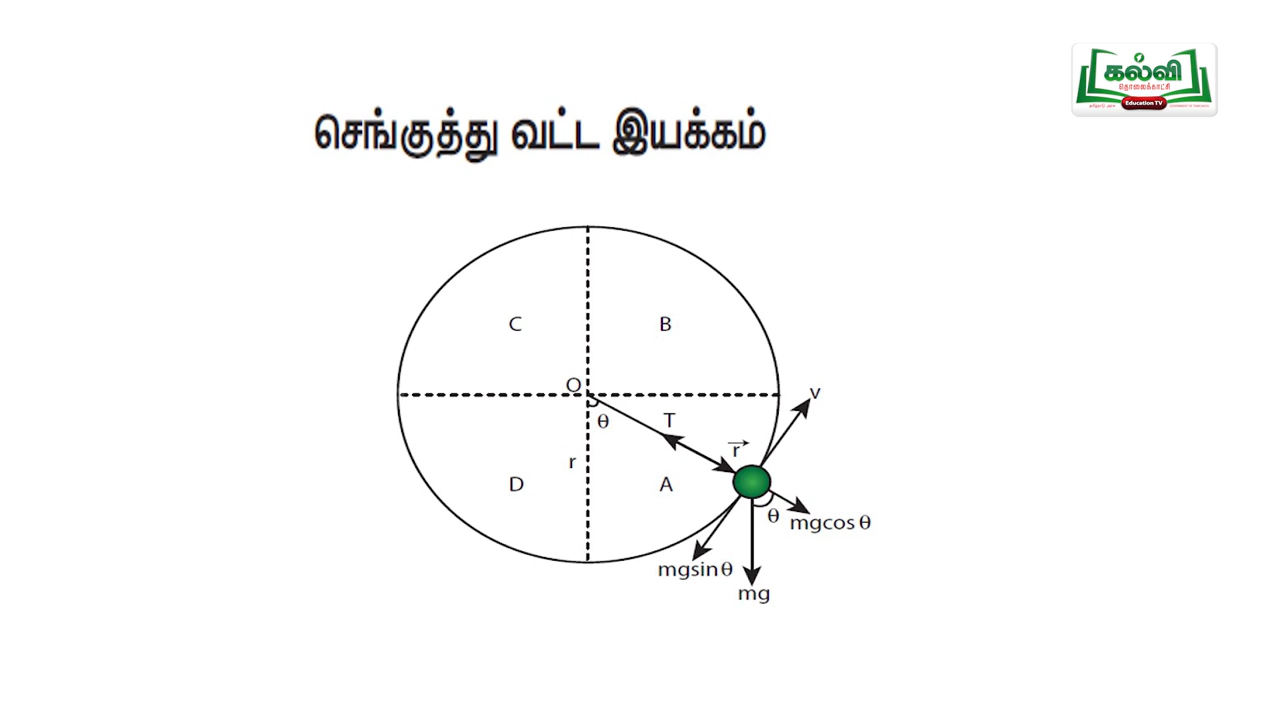 கல்வி
தொலைக்காட்சி
Education TV
செங்குத்து வட்ட இயக்கம்
C
B
O
v
θ
T
r
r
D
A
θ
mgcos θ
mgsin θ
mg